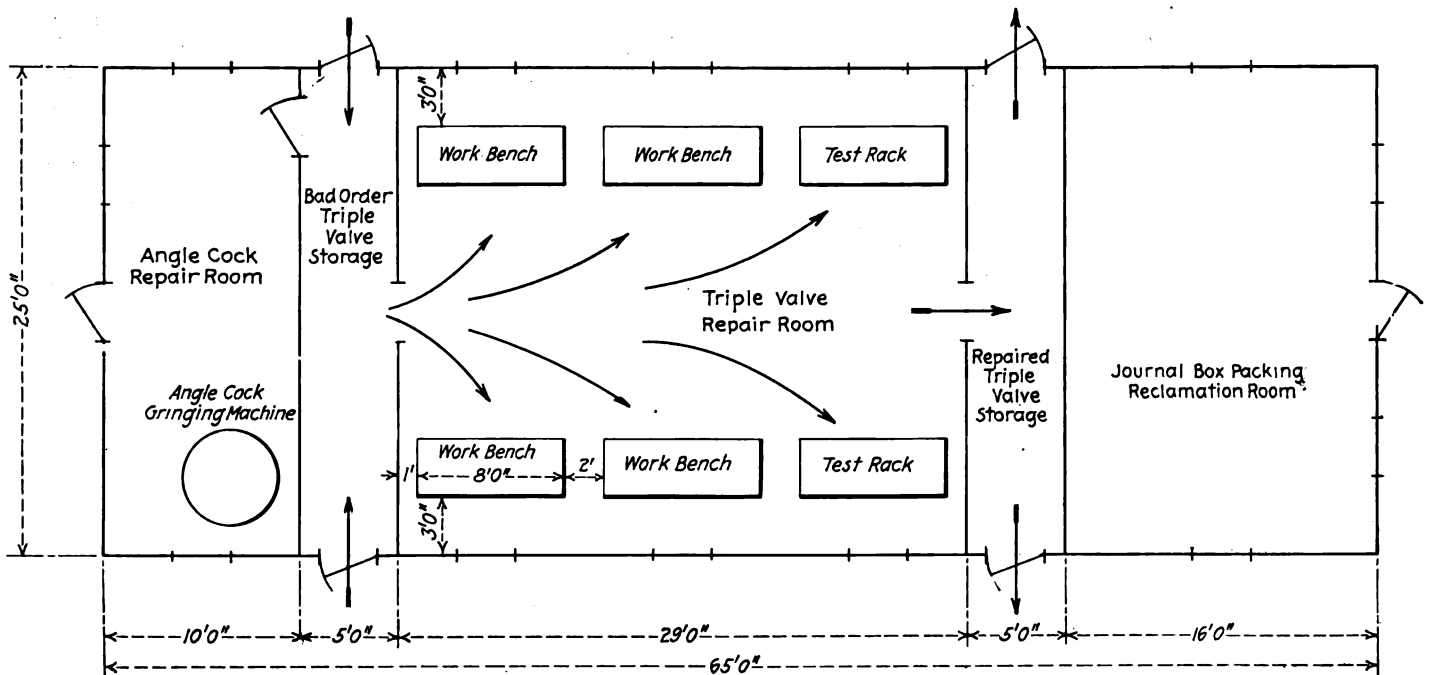 3'0"
Work Bench
Work Bench
Test Rack
Bad Order
Triple
Valve
Storage
Angle Cock
Repair Room
25'0"
Triple Valve
Repair Room
Repaired
Triple
Valve
Storage
Journal Box Packing
Reclamation Room
Angle Cock
Gringing Machine
Work Bench
Work Bench
Test Rack
1'
8'0"
2'
3'0"
10'0"
5'0"
29'0"
5'0"
16'0"
65'0"